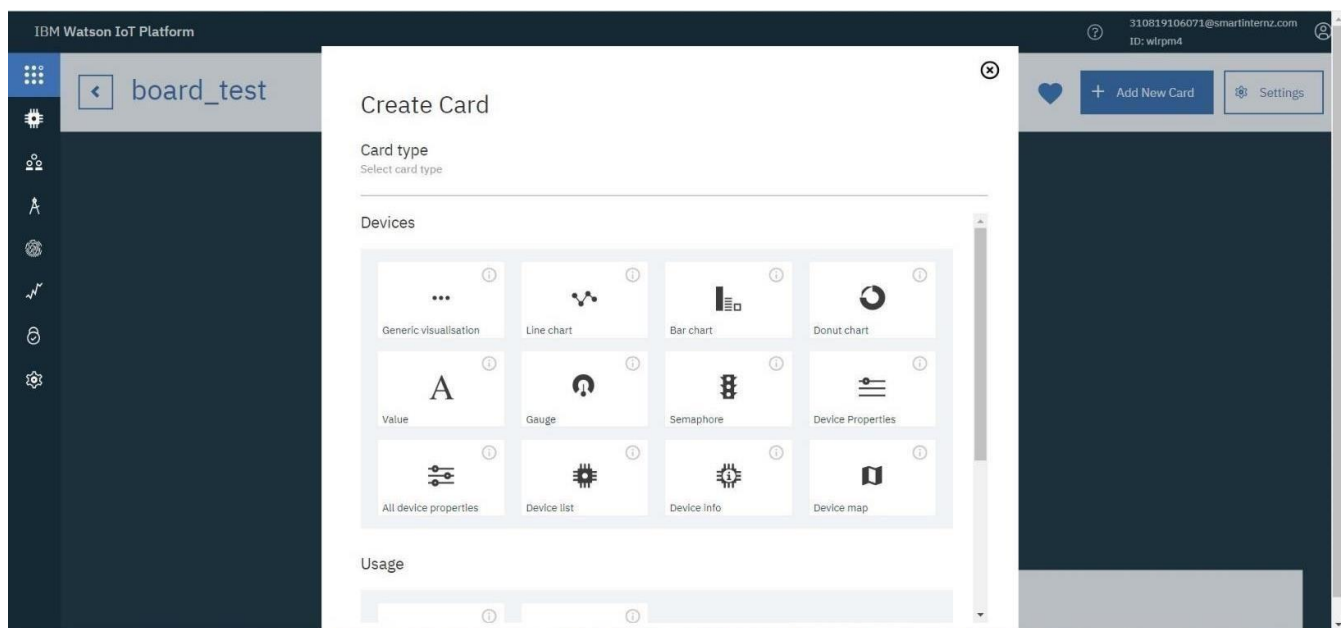 IBM Watson IoT Platform
310819106071@smartinternz.com
ID: wlrpm4
board_test
Add New Card
Settings
Create Card
Card type
Select card type
Devices
Generic visualisation
Line chart
Bar chart
Donut chart
A
Value
Gauge
Semaphore
Device Properties
All device properties
Device list
Device info
Device map
Usage